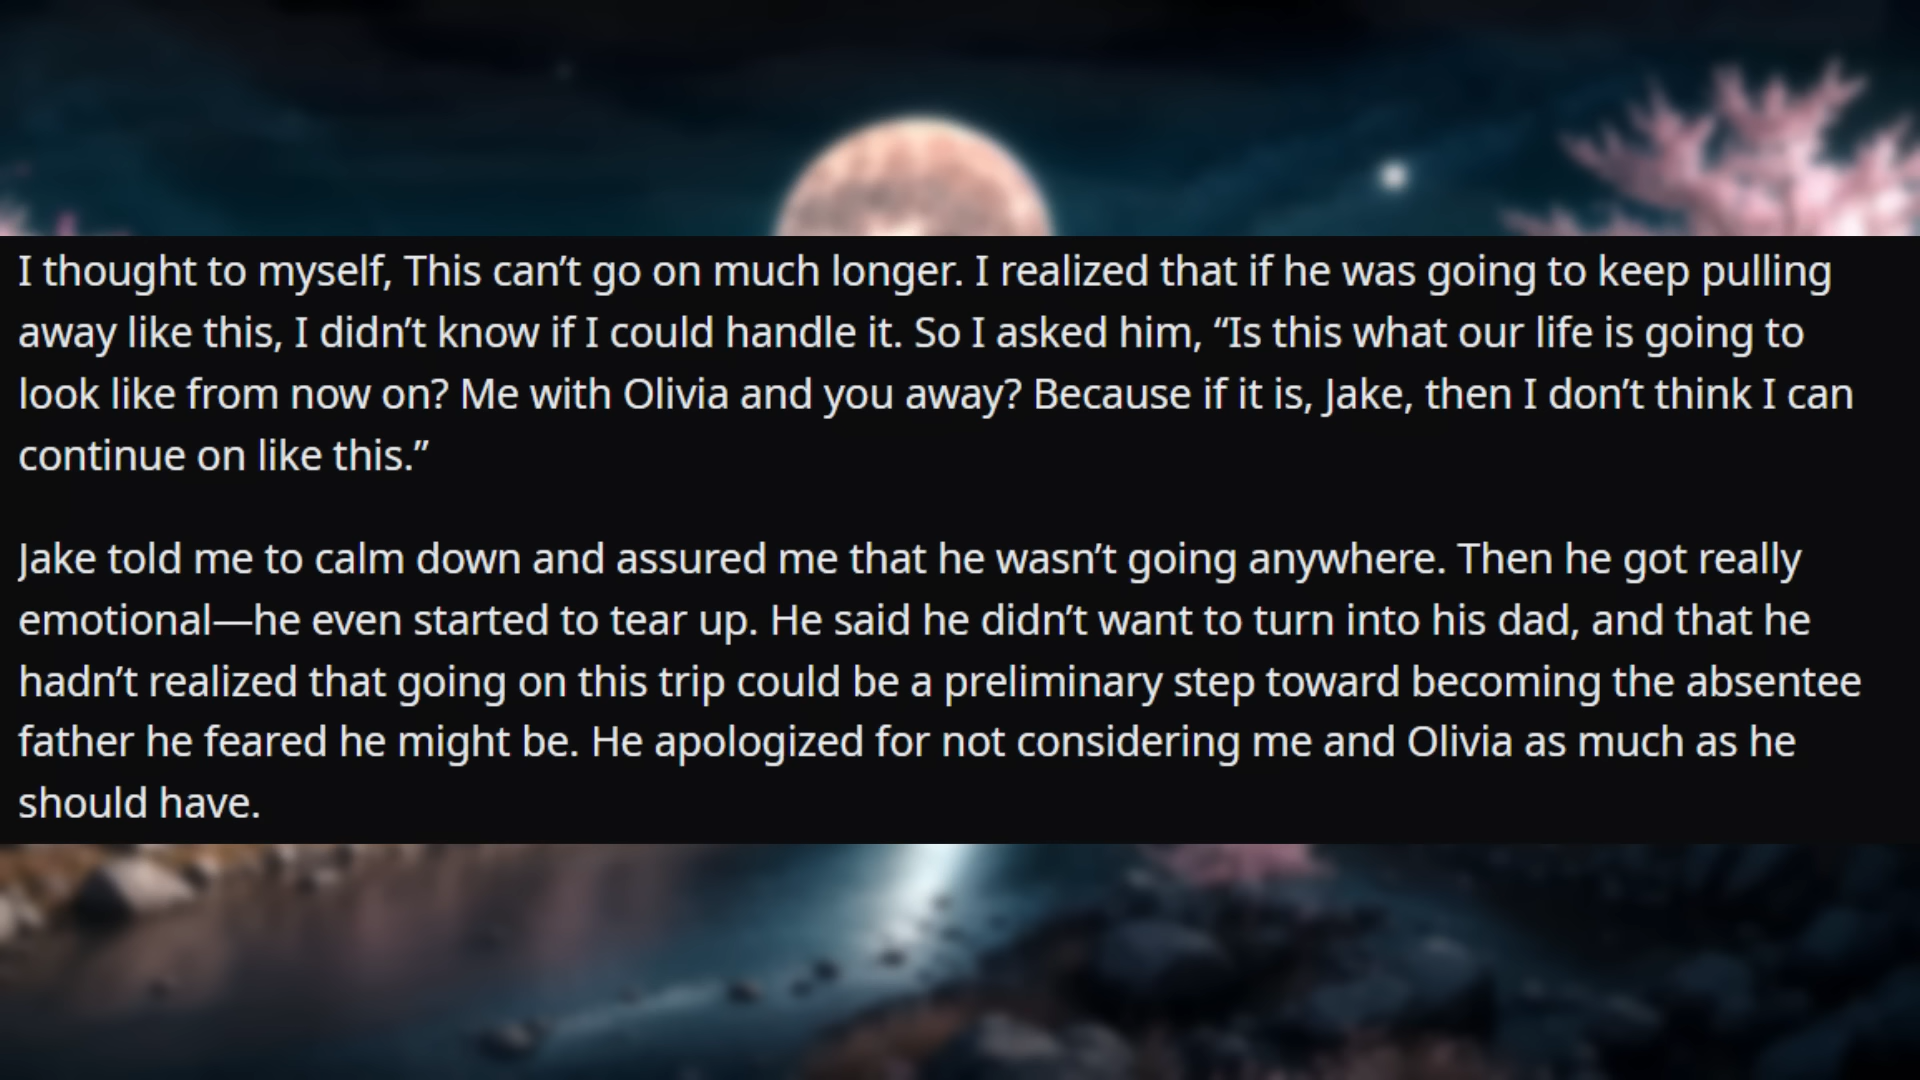 I thought to myself, This can’t go on much longer. I realized that if he was going to keep pulling
away like this, I didn’t know if I could handle it. So I asked him, “Is this what our life is going to
look like from now on? Me with Olivia and you away? Because if it is, Jake, then I don’t think I can
continue on like this.”
Jake told me to calm down and assured me that he wasn’t going anywhere. Then he got really
emotional—he even started to tear up. He said he didn’t want to turn into his dad, and that he
hadn’t realized that going on this trip could be a preliminary step toward becoming the absentee
father he feared he might be. He apologized for not considering me and Olivia as much as he
should have.